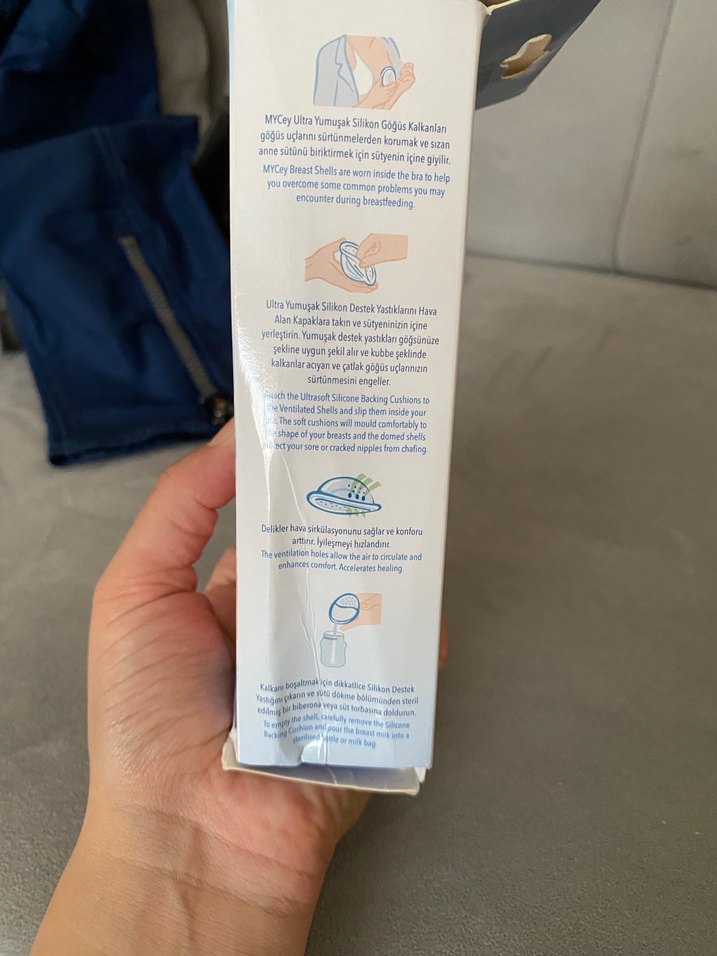 MYCey Ultra Yumuşak Silikon Göğüs Kalkanları
göğüs uçlarını sürtünmelerden korumak ve sızan
anne sütünü biriktirmek için sütyenin içine giyilir.
MYCey Breast Shells are worn inside the bra to help
you overcome some common problems you may
encounter during breastfeeding.
Ultra Yumuşak Silikon Destek Yastıklarını Hava
Alan Kapaklara takın ve sütyeninizin içine
yerleştirin. Yumuşak destek yastıkları göğsünüze
şekline uygun şekil alır ve kubbe şeklinde
kalkanlar acıyan ve çatlak göğüs uçlarınızın
sürtünmesini engeller.
the Ultrasoft Silicone Backing Cushions to
the Ventilated Shells and slip them inside your
The soft cushions will mould comfortably to
shape of your breasts and the domed shells
your sore or cracked nipples from chafing.
Delikler hava sirkülasyonunu sağlar ve konforu
arttırır. İyileşmeyi hızlandırır.
The ventilation holes allow the air to circulate and
enhances comfort. Accelerates healing.
Kalkanı boşaltmak için dikkatlice Silikon Destek
Yastığını çıkarın ve sütü dökme bölümünden steril
edilmiş bir biberona veya süt torbasına doldurun.
To empty the shell, carefully remove the Silicone
Backing Cushion and pour the breast milk into a
sterilised bottle or milk bag.